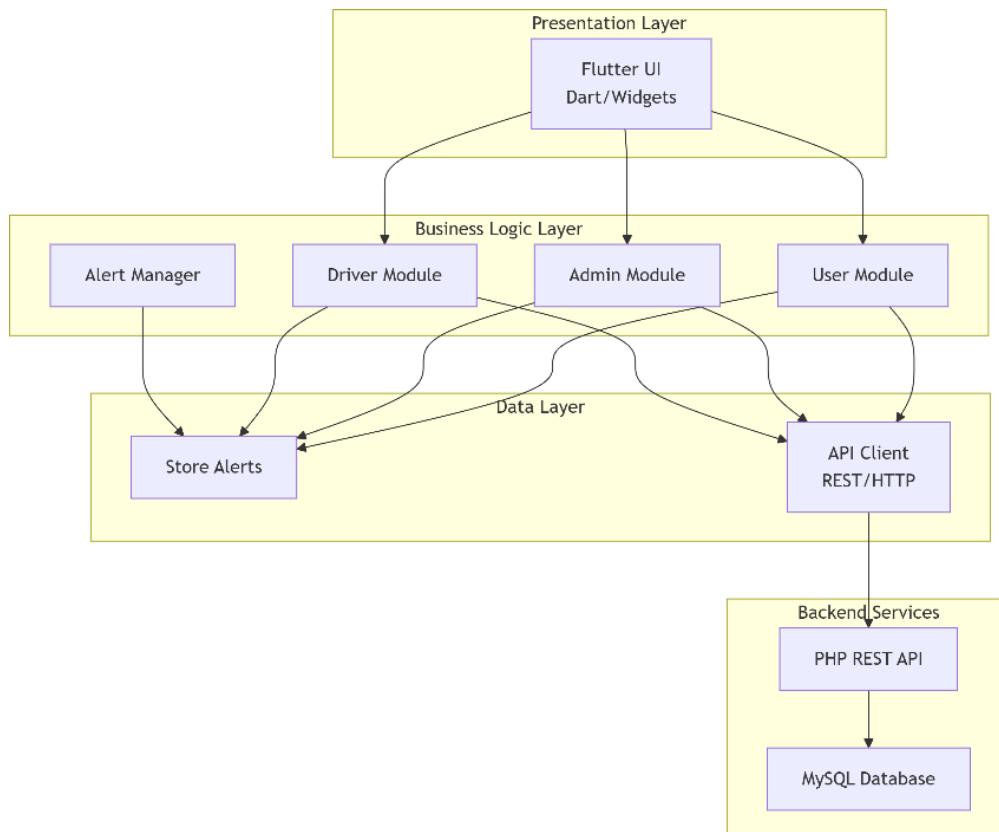 Presentation Layer
Flutter UI
Dart/Widgets
Business Logic Layer
Alert Manager
Driver Module
Admin Module
User Module
Data Layer
Store Alerts
API Client
REST/HTTP
Backend Services
PHP REST API
MySQL Database